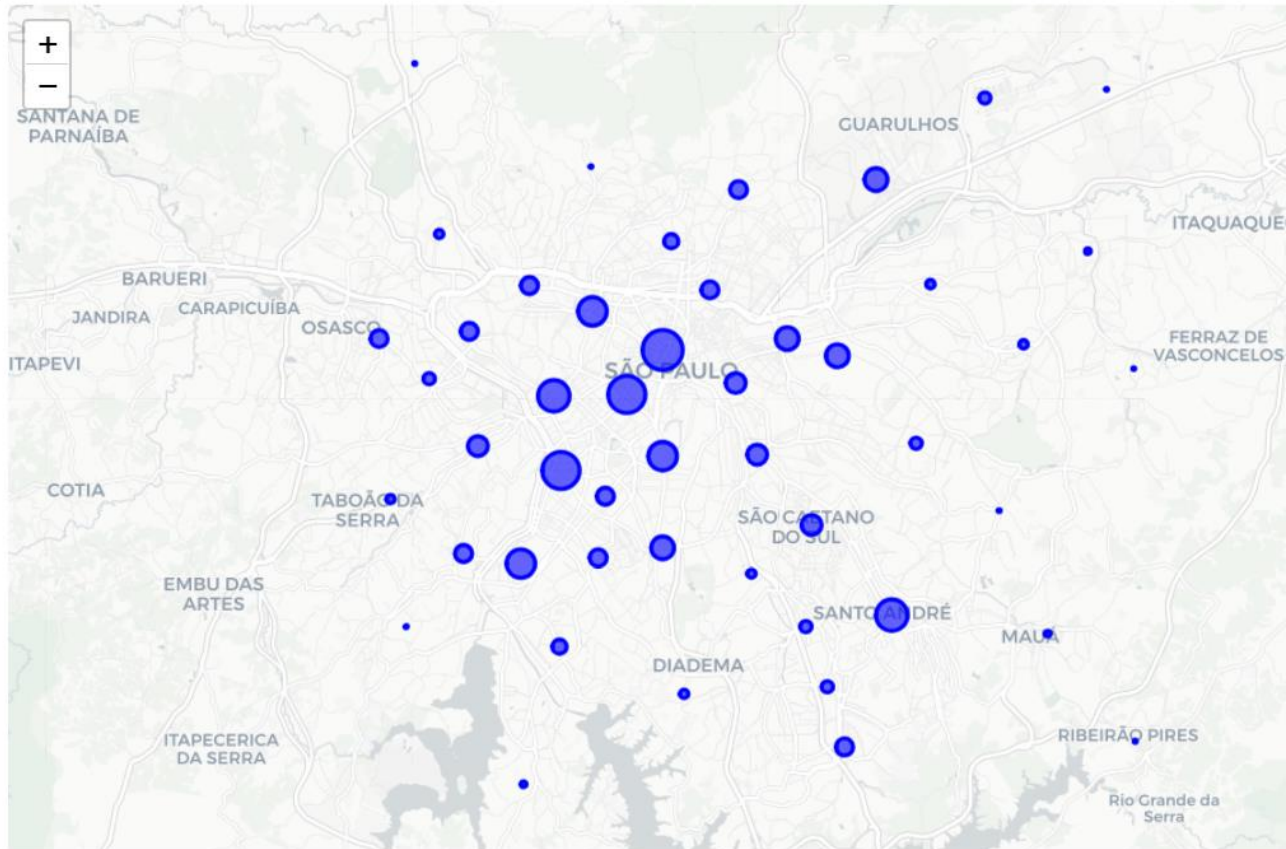 +
−
SANTANA DE
PARNAÍBA
GUARULHOS
ITAQUAQUE
BARUERI
CARAPICUÍBA
JANDIRA
OSASCO
ITAPEVI
FERRAZ DE
VASCONCELOS
SÃO PAULO
COTIA
TABOÃO DA
SERRA
SÃO CAETANO
DO SUL
EMBU DAS
ARTES
SANTO ANDRÉ
MAUÁ
DIADEMA
ITAPECERICA
DA SERRA
RIBEIRÃO PIRES
Rio Grande da
Serra